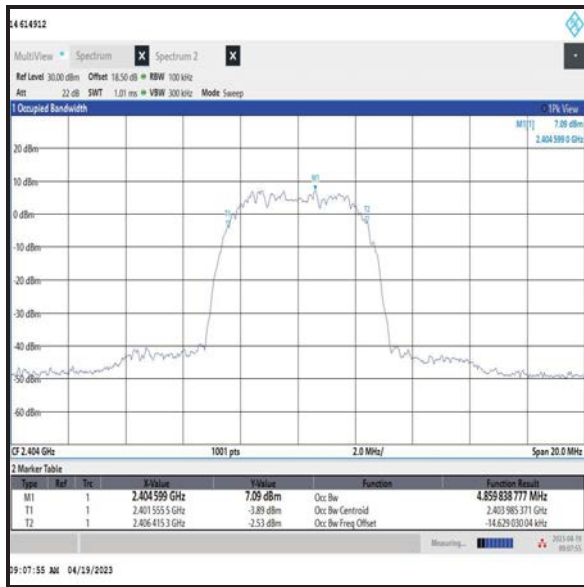 14 614912
MultiView Spectrum X Spectrum 2 X
Ref Level 30.00 dBm Offset 18.50 dB RBW 100 kHz
Att 22 dB SWT 1.01 ms VBW 300 kHz Mode Sweep
1 Occupied Bandwidth 1Pk View
M1[1] 7.09 dBm
2.404 599 0 GHz
20 dBm
10 dBm
M1
T1
T2
0 dBm
-10 dBm
-20 dBm
-30 dBm
-40 dBm
-50 dBm
-60 dBm
CF 2.404 GHz 1001 pts 2.0 MHz/ Span 20.0 MHz
2 Marker Table
Type Ref Trc X-Value Y-Value Function Function Result
M1 1 2.404 599 GHz 7.09 dBm Occ Bw 4.859 838 777 MHz
T1 1 2.401 555 5 GHz -3.89 dBm Occ Bw Centroid 2.403 985 371 GHz
T2 1 2.406 415 3 GHz -2.53 dBm Occ Bw Freq Offset -14.629 030 04 kHz
Measuring... 2023-04-19
09:07:55
09:07:55 AM 04/19/2023